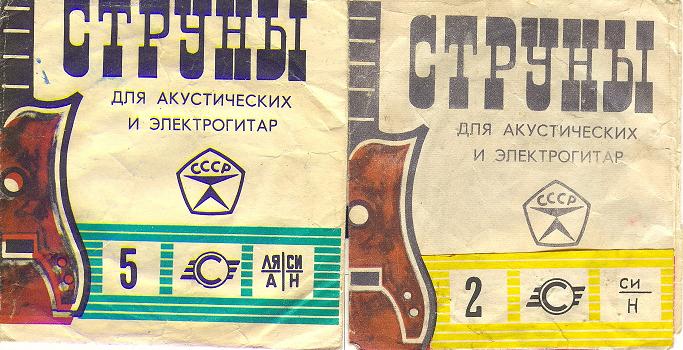 СТРУНЫ
ДЛЯ АКУСТИЧЕСКИХ
И ЭЛЕКТРОГИТАР
СССР
5
С
ЛЯ СИ
А Н
СТРУНЫ
ДЛЯ АКУСТИЧЕСКИХ
И ЭЛЕКТРОГИТАР
СССР
2
С
СИ
Н